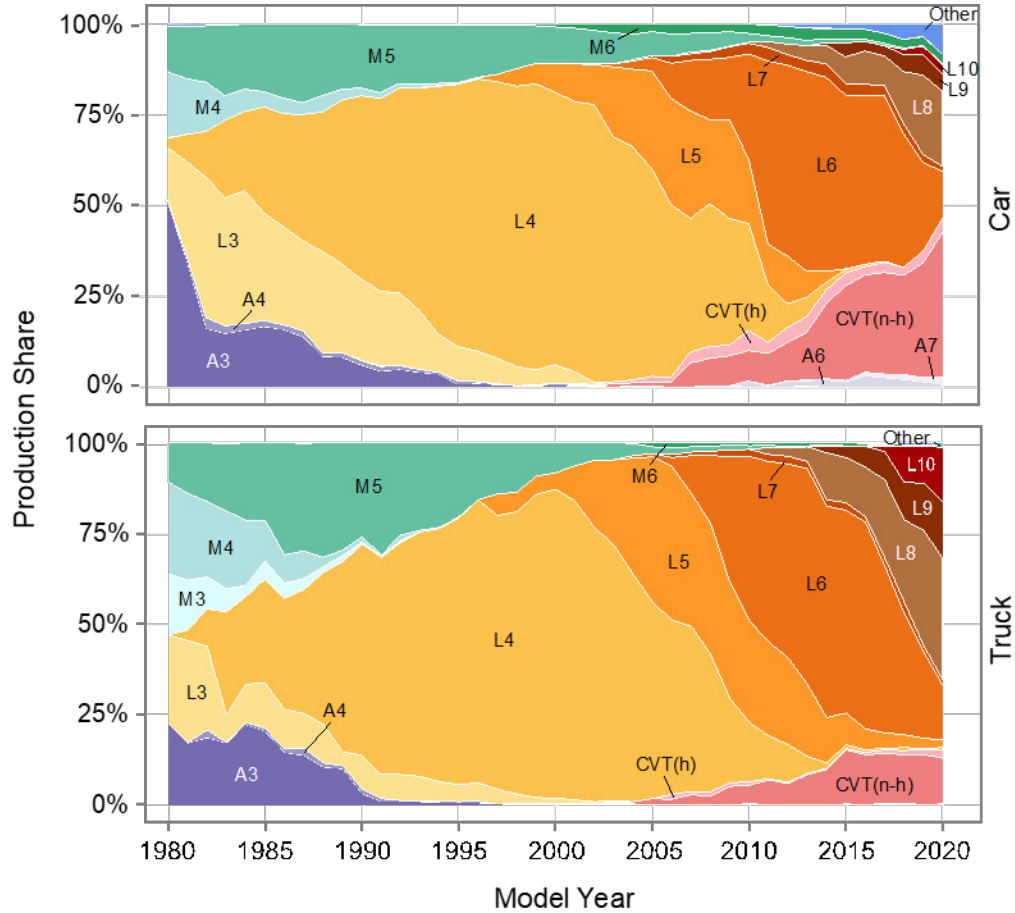 100%
75%
50%
25%
0%
Production Share
Other
M6
M5
L10
L7
L9
M4
L8
L5
L6
L4
L3
A4
CVT(h)
CVT(n-h)
A3
A6
A7
Car
100%
75%
50%
25%
0%
Other
M5
M6
L10
L7
L9
M4
L8
M3
L5
L6
L4
L3
A4
A3
CVT(h)
CVT(n-h)
Truck
1980 1985 1990 1995 2000 2005 2010 2015 2020
Model Year